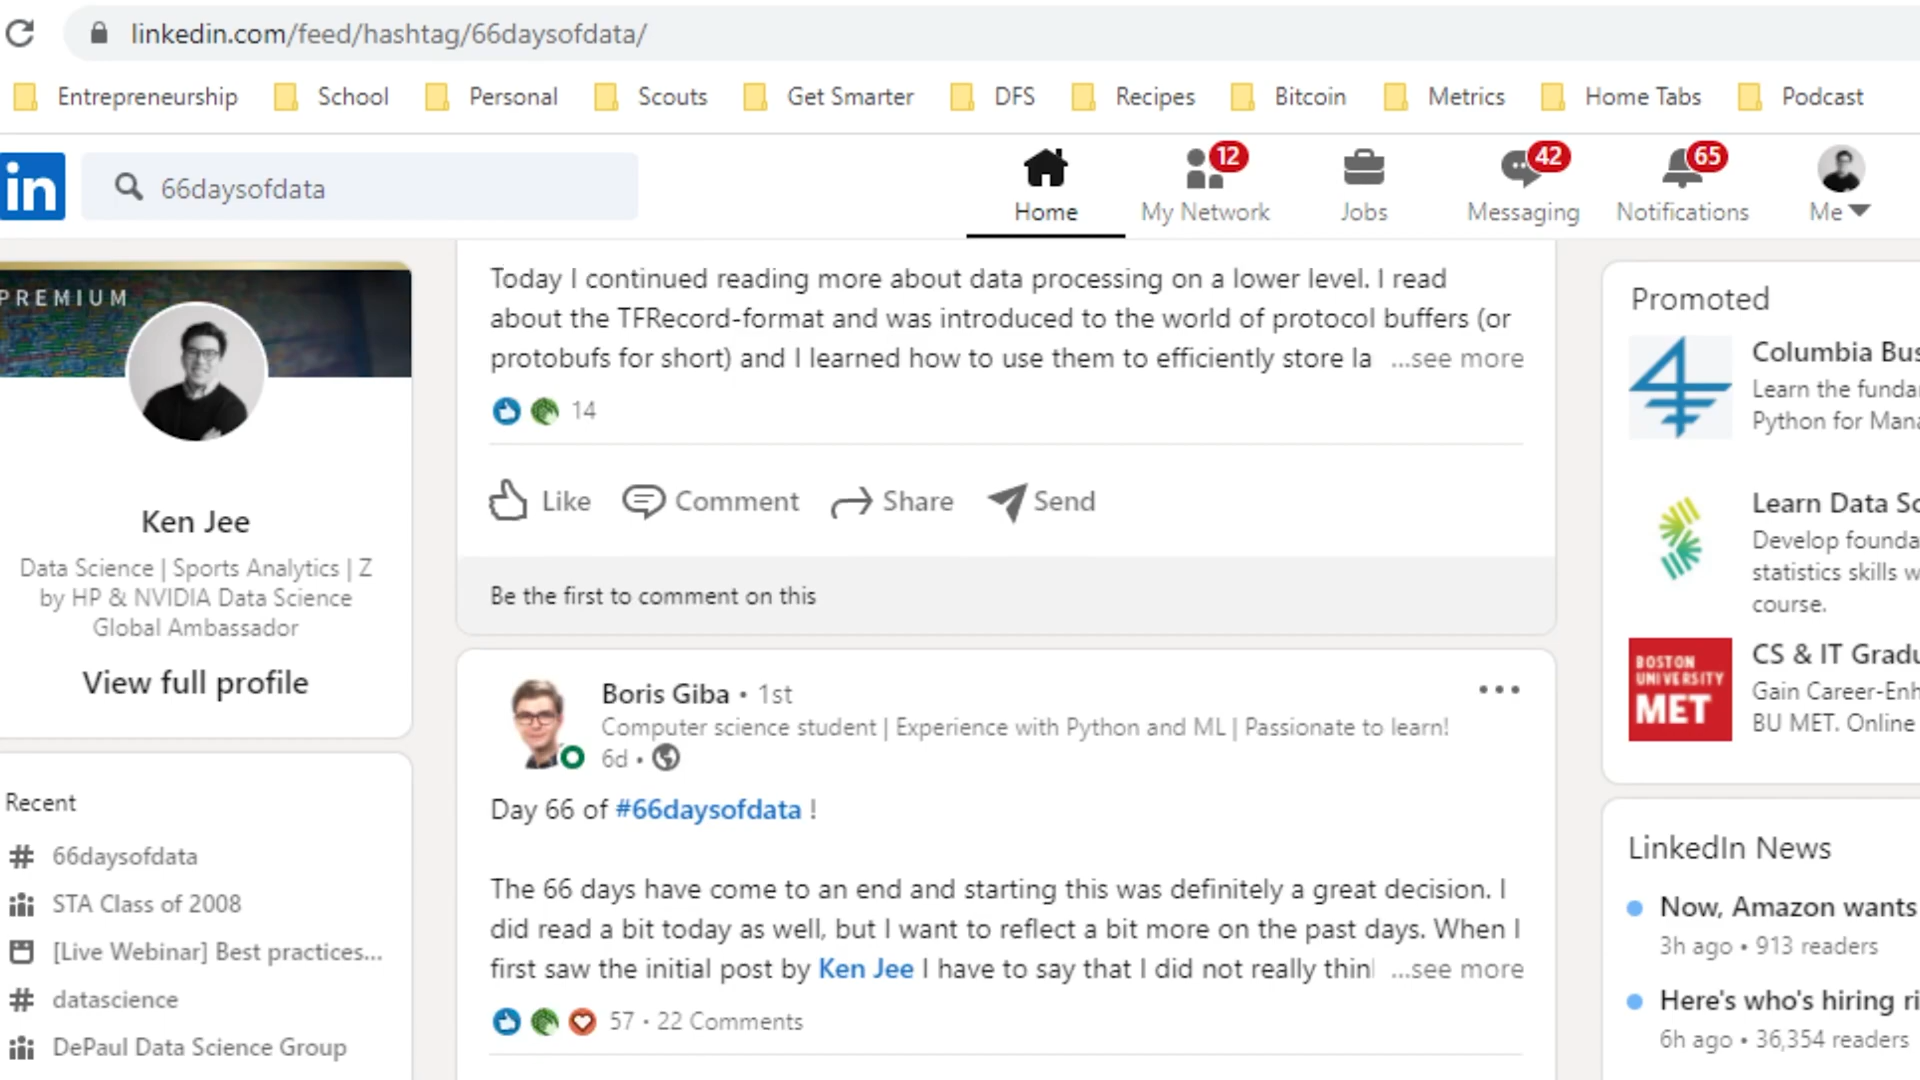 linkedin.com/feed/hashtag/66daysofdata/
Entrepreneurship School Personal Scouts Get Smarter DFS Recipes Bitcoin Metrics Home Tabs Podcast
in
66daysofdata
Home
12
My Network
Jobs
42
Messaging
65
Notifications
Me
PREMIUM
Ken Jee
Data Science | Sports Analytics | Z
by HP & NVIDIA Data Science
Global Ambassador
View full profile
Recent
66daysofdata
STA Class of 2008
[Live Webinar] Best practices...
datascience
DePaul Data Science Group
Today I continued reading more about data processing on a lower level. I read
about the TFRecord-format and was introduced to the world of protocol buffers (or
protobufs for short) and I learned how to use them to efficiently store la ...see more
14
Like Comment Share Send
Be the first to comment on this
Boris Giba • 1st
Computer science student | Experience with Python and ML | Passionate to learn!
6d •
Day 66 of #66daysofdata !
The 66 days have come to an end and starting this was definitely a great decision. I
did read a bit today as well, but I want to reflect a bit more on the past days. When I
first saw the initial post by Ken Jee I have to say that I did not really thin ...see more
57 · 22 Comments
Promoted
Columbia Bus
Learn the funda
Python for Mana
Learn Data Sc
Develop founda
statistics skills w
course.
BOSTON
UNIVERSITY
MET
CS & IT Gradu
Gain Career-Enh
BU MET. Online
LinkedIn News
Now, Amazon wants
3h ago • 913 readers
Here's who's hiring ri
6h ago • 36,354 readers